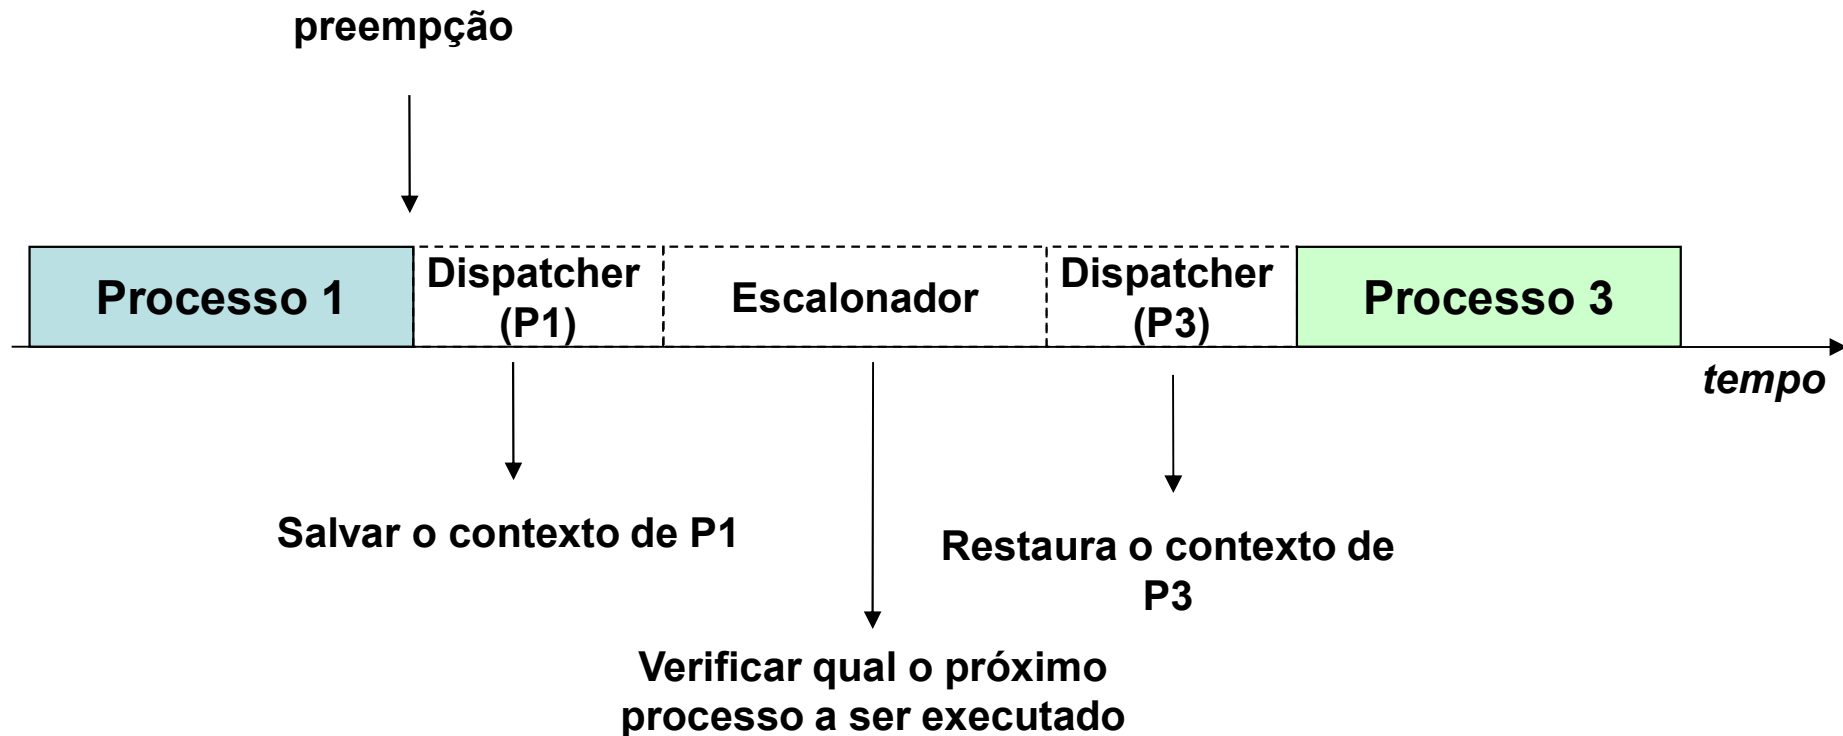 preempção
Processo 1
Dispatcher
(P1)
Escalonador
Dispatcher
(P3)
Processo 3
tempo
Salvar o contexto de P1
Restaura o contexto de
P3
Verificar qual o próximo
processo a ser executado